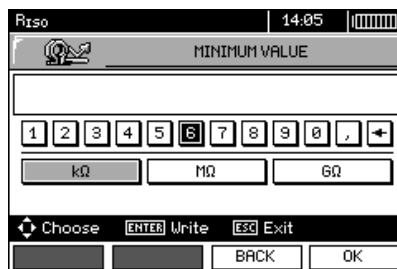 RISO 14:05
MINIMUM VALUE
1 2 3 4 5 6 7 8 9 0 ,
kΩ MΩ GΩ
Choose ENTER Write ESC Exit
BACK OK